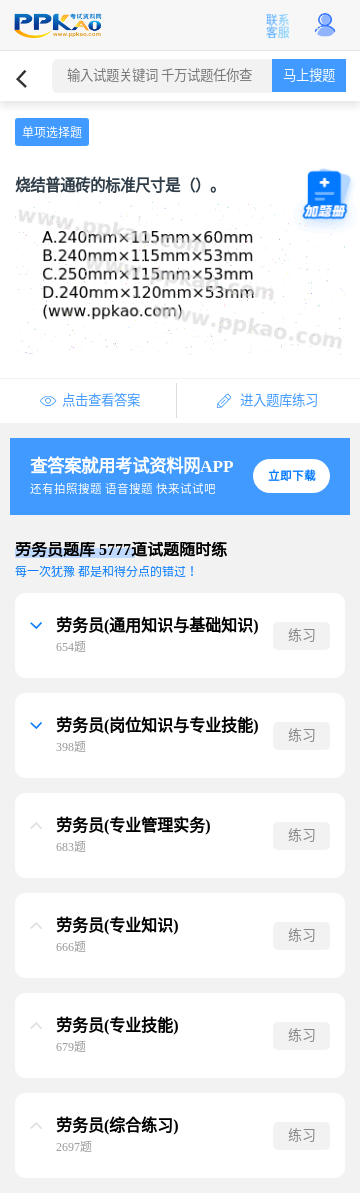 PPKAO 考试资料网
www.ppkao.com
联系
客服
输入试题关键词 千万试题任你查
马上搜题
单项选择题
烧结普通砖的标准尺寸是（）。
加题册
www.ppkao.com
A.240mm×115mm×60mm
B.240mm×115mm×53mm
C.250mm×115mm×53mm
D.240mm×120mm×53mm
(www.ppkao.com)
www.ppkao.com
www.ppkao.com
点击查看答案
进入题库练习
查答案就用考试资料网APP
还有拍照搜题 语音搜题 快来试试吧
立即下载
劳务员题库 5777道试题随时练
每一次犹豫 都是和得分点的错过！
劳务员(通用知识与基础知识)
654题
练习
劳务员(岗位知识与专业技能)
398题
练习
劳务员(专业管理实务)
683题
练习
劳务员(专业知识)
666题
练习
劳务员(专业技能)
679题
练习
劳务员(综合练习)
2697题
练习